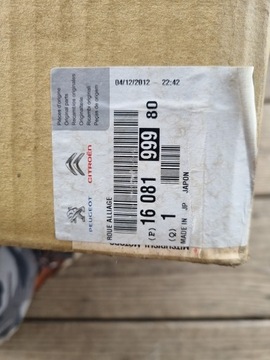 Pièces d'origine
Original parts
Recambios originales
Originalteile
Ricambi originali
Peças de origem
04/12/2012 - 22:42
CITROËN
PEUGEOT
ROUE ALLIAGE
(P) 16 081 999 80
(Q) 1
MADE IN JP JAPON